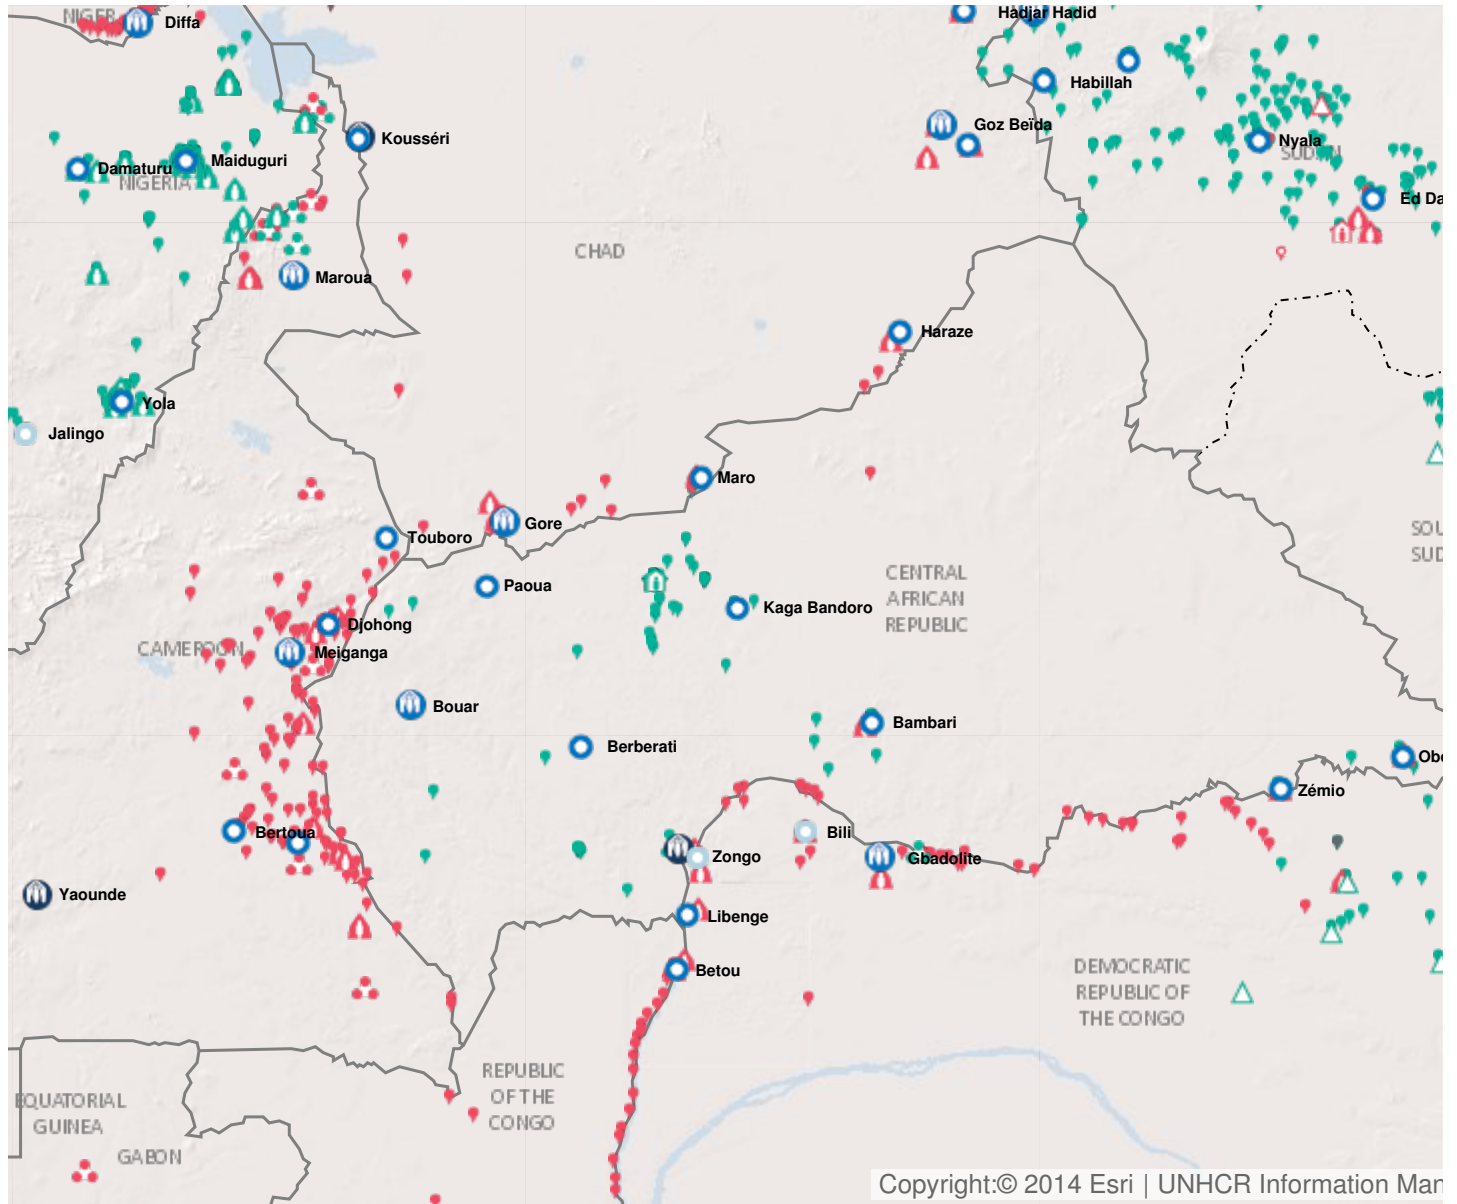 NIGER
Diffa
Hadjar Hadid
Habillah
Goz Beïda
Kousséri
Nyala
SUDAN
Damaturu
Maiduguri
NIGERIA
Ed Da
CHAD
Maroua
Haraze
Yola
Jalingo
Maro
Gore
Touboro
SOU
SUD
Paoua
CENTRAL
AFRICAN
REPUBLIC
Kaga Bandoro
Djohong
CAMEROON
Meiganga
Bouar
Bambari
Berberati
Obo
Zémio
Bertoua
Bili
Zongo
Gbadolite
Yaounde
Libenge
Betou
DEMOCRATIC
REPUBLIC OF
THE CONGO
REPUBLIC
OF THE
CONGO
EQUATORIAL
GUINEA
GABON
Copyright:© 2014 Esri | UNHCR Information Man